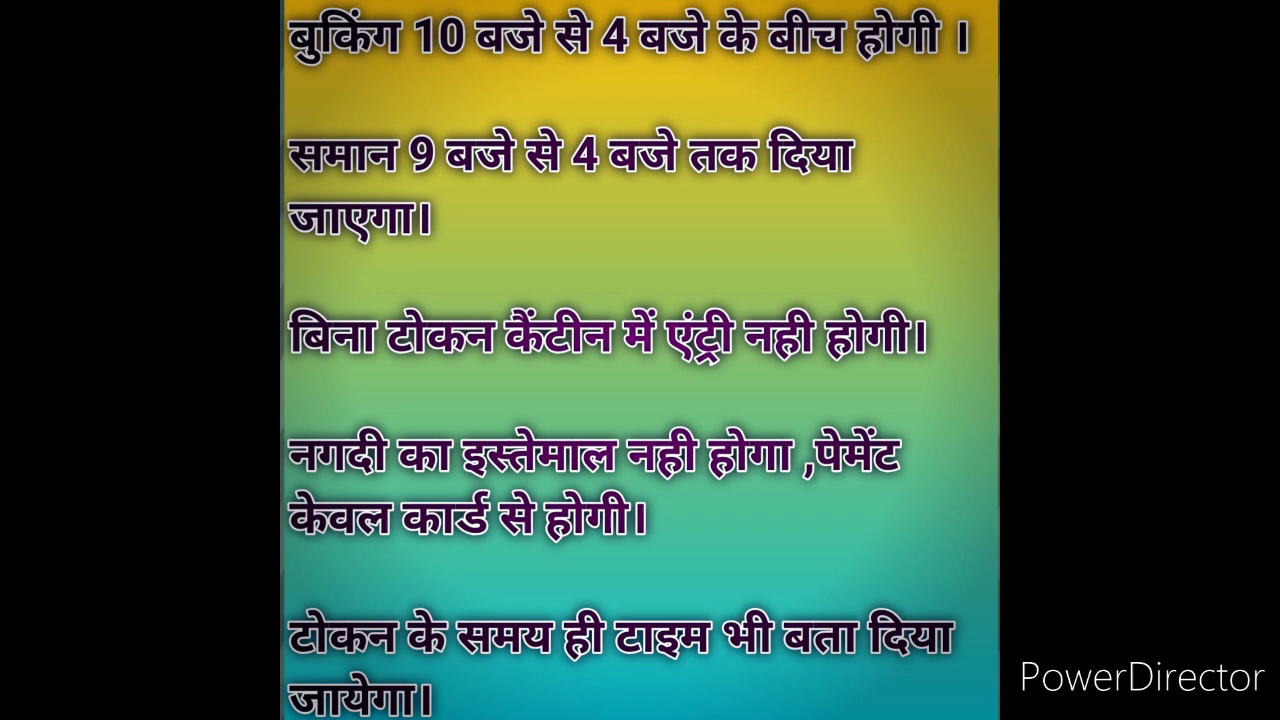 बुकिंग 10 बजे से 4 बजे के बीच होगी ।
समान 9 बजे से 4 बजे तक दिया
जाएगा।
बिना टोकन कैंटीन में एंट्री नही होगी।
नगदी का इस्तेमाल नही होगा ,पेमेंट
केवल कार्ड से होगी।
टोकन के समय ही टाइम भी बता दिया
जायेगा।
PowerDirector